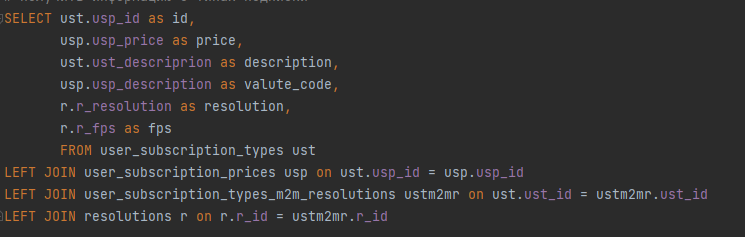 SELECT ust.usp_id as id,
usp.usp_price as price,
ust.ust_descriprion as description,
usp.usp_description as valute_code,
r.r_resolution as resolution,
r.r_fps as fps
FROM user_subscription_types ust
LEFT JOIN user_subscription_prices usp on ust.usp_id = usp.usp_id
LEFT JOIN user_subscription_types_m2m_resolutions ustm2mr on ust.ust_id = ustm2mr.ust_id
LEFT JOIN resolutions r on r.r_id = ustm2mr.r_id